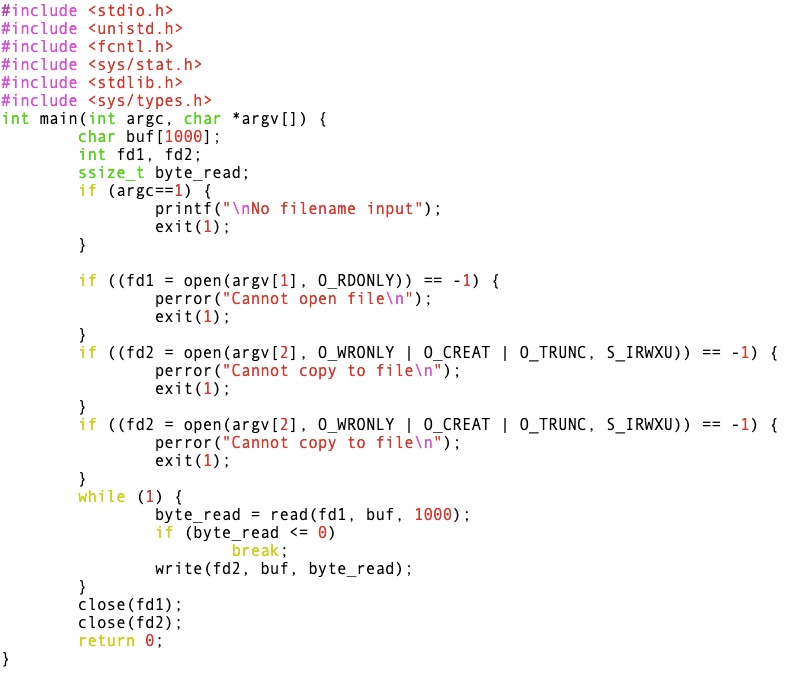 #include <stdio.h>
#include <unistd.h>
#include <fcntl.h>
#include <sys/stat.h>
#include <stdlib.h>
#include <sys/types.h>
int main(int argc, char *argv[]) {
        char buf[1000];
        int fd1, fd2;
        ssize_t byte_read;
        if (argc==1) {
                printf("\nNo filename input");
                exit(1);
        }

        if ((fd1 = open(argv[1], O_RDONLY)) == -1) {
                perror("Cannot open file\n");
                exit(1);
        }
        if ((fd2 = open(argv[2], O_WRONLY | O_CREAT | O_TRUNC, S_IRWXU)) == -1) {
                perror("Cannot copy to file\n");
                exit(1);
        }
        if ((fd2 = open(argv[2], O_WRONLY | O_CREAT | O_TRUNC, S_IRWXU)) == -1) {
                perror("Cannot copy to file\n");
                exit(1);
        }
        while (1) {
                byte_read = read(fd1, buf, 1000);
                if (byte_read <= 0)
                        break;
                write(fd2, buf, byte_read);
        }
        close(fd1);
        close(fd2);
        return 0;
}